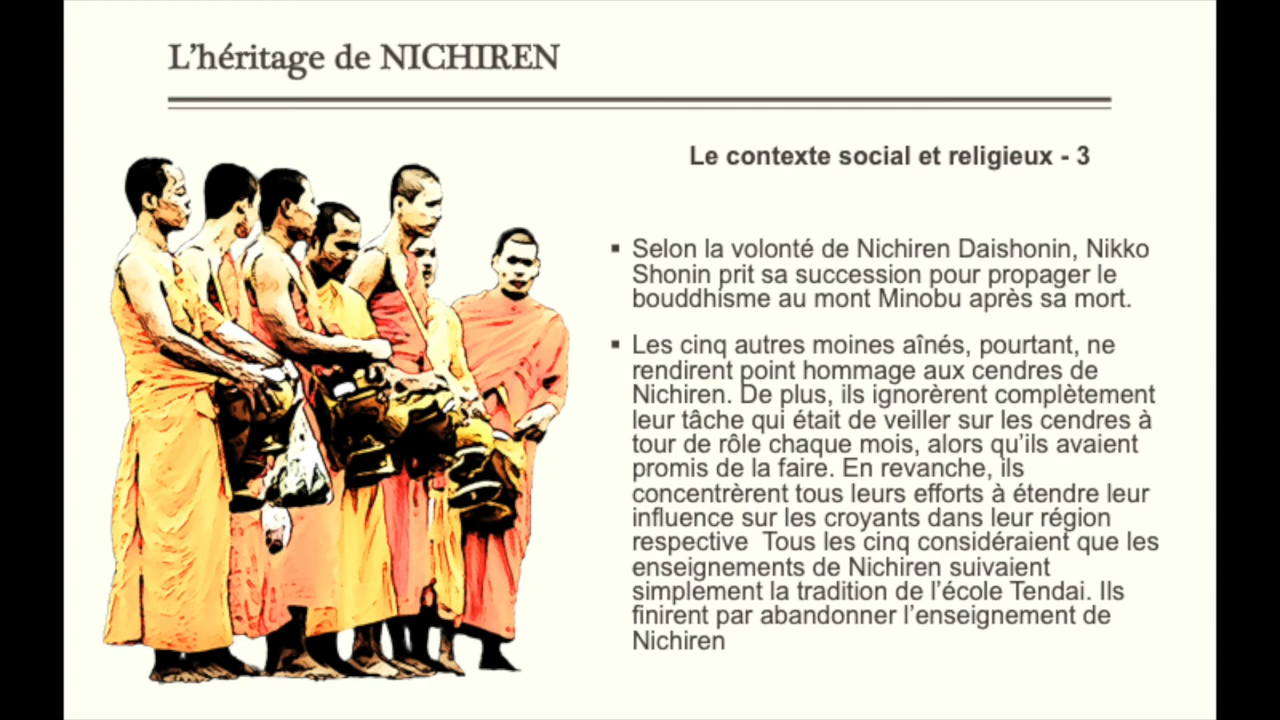 L’héritage de NICHIREN
Le contexte social et religieux - 3
▪ Selon la volonté de Nichiren Daishonin, Nikko
Shonin prit sa succession pour propager le
bouddhisme au mont Minobu après sa mort.
▪ Les cinq autres moines aînés, pourtant, ne
rendirent point hommage aux cendres de
Nichiren. De plus, ils ignorèrent complètement
leur tâche qui était de veiller sur les cendres à
tour de rôle chaque mois, alors qu’ils avaient
promis de la faire. En revanche, ils
concentrèrent tous leurs efforts à étendre leur
influence sur les croyants dans leur région
respective  Tous les cinq considéraient que les
enseignements de Nichiren suivaient
simplement la tradition de l’école Tendai. Ils
finirent par abandonner l’enseignement de
Nichiren